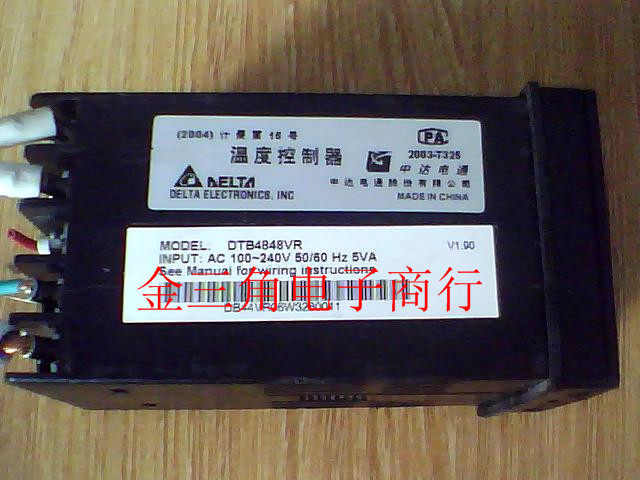 (2004) 计 量 16 号
PA
2003-T325
温度控制器
DELTA
DELTA ELECTRONICS, INC
中达电通
中达电通股份有限公司
MADE IN CHINA
MODEL: DTB4848VR
V1.90
INPUT: AC 100~240V 50/60 Hz 5VA
See Manual for wiring instructions
金三角电子商行